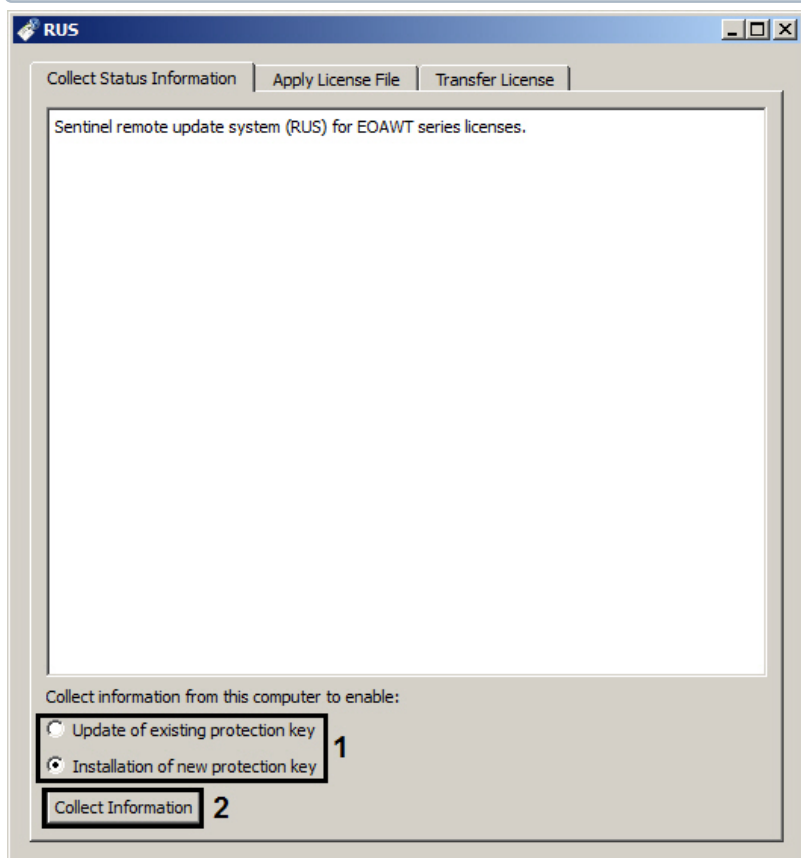 RUS
Collect Status Information Apply License File Transfer License
Sentinel remote update system (RUS) for EOAWT series licenses.
Collect information from this computer to enable:
Update of existing protection key
1
Installation of new protection key
Collect Information 2